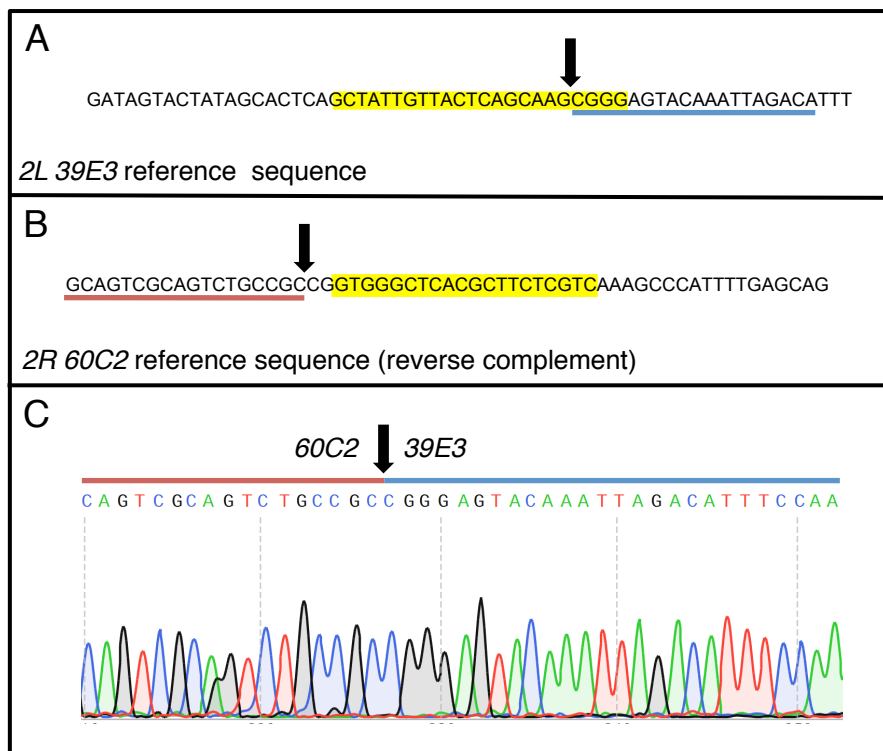 A
GATAGTACTATAGCACTCAGCTATTGTTACTCAGCAAGCGGGAGTACAAATTAGACATTT
2L 39E3 reference sequence
B
GCAGTCGCAGTCTGCCGCCGGTGGGCTCACGCTTCTCGTCAAAGCCCATTTTGAGCAG
2R 60C2 reference sequence (reverse complement)
C
60C2 39E3
CAGTCGCAGTCTGCCGCCGGGAGTACAAATTAGACATTTCCAA